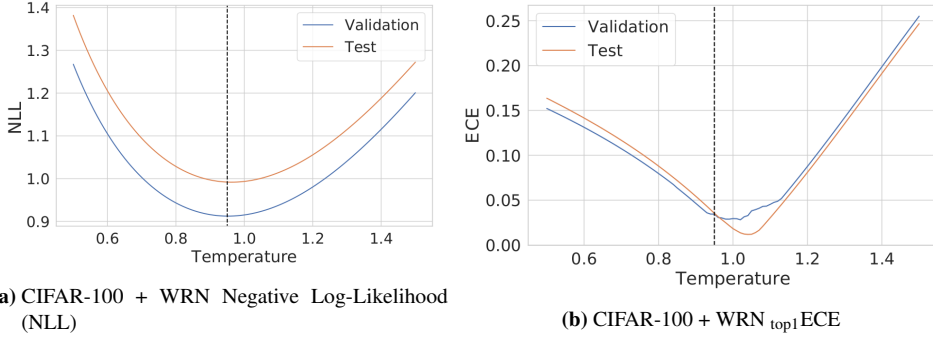 1.4
1.3
1.2
1.1
1.0
0.9
NLL
Validation
Test
0.6 0.8 1.0 1.2 1.4
Temperature
a) CIFAR-100 + WRN Negative Log-Likelihood
(NLL)
0.25
0.20
0.15
0.10
0.05
0.00
ECE
Validation
Test
0.6 0.8 1.0 1.2 1.4
Temperature
(b) CIFAR-100 + WRN top1ECE